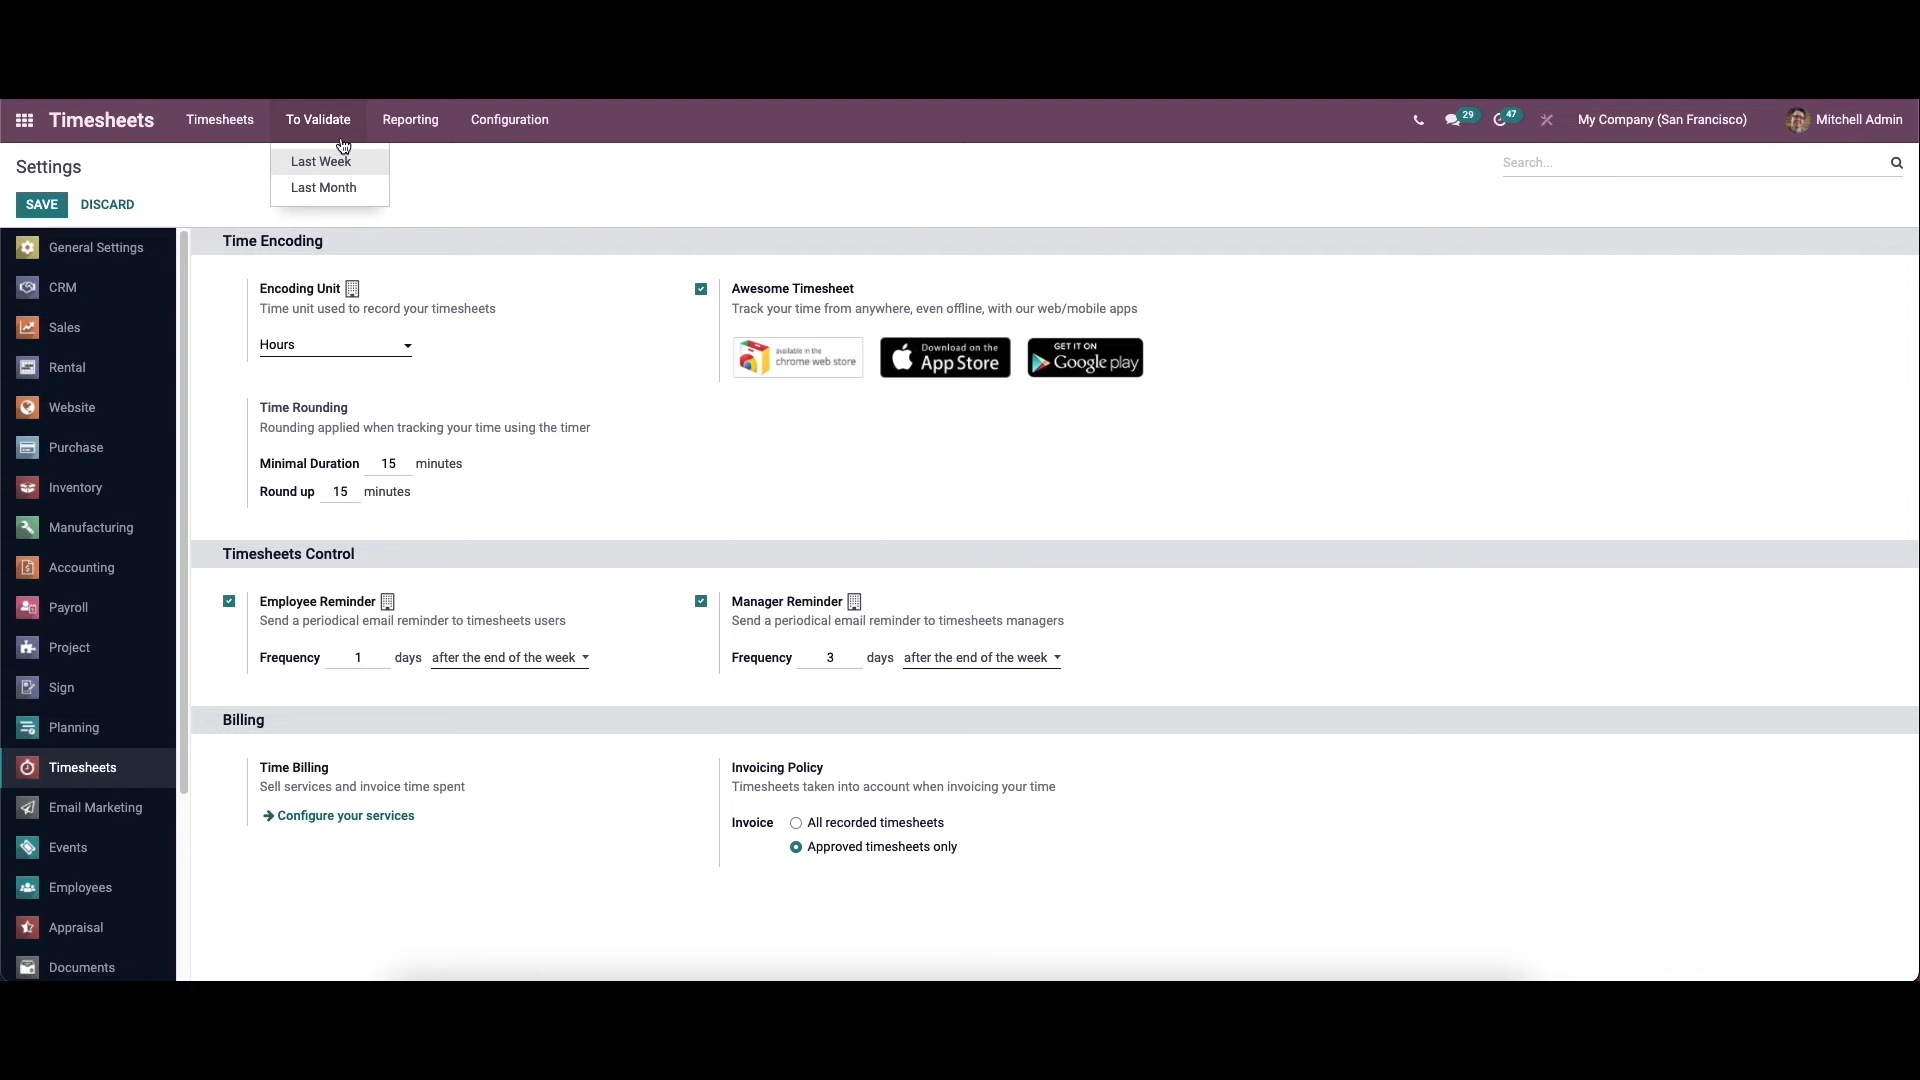 Timesheets Timesheets To Validate Reporting Configuration 29 47 My Company (San Francisco) Mitchell Admin
Settings
Search...
Last Week
Last Month
SAVE DISCARD
General Settings
CRM
Sales
Rental
Website
Purchase
Inventory
Manufacturing
Accounting
Payroll
Project
Sign
Planning
Timesheets
Email Marketing
Events
Employees
Appraisal
Documents
Time Encoding
Encoding Unit
Time unit used to record your timesheets
Hours
Awesome Timesheet
Track your time from anywhere, even offline, with our web/mobile apps
available in the
chrome web store
Download on the
App Store
GET IT ON
Google play
Time Rounding
Rounding applied when tracking your time using the timer
Minimal Duration 15 minutes
Round up 15 minutes
Timesheets Control
Employee Reminder
Send a periodical email reminder to timesheets users
Frequency 1 days after the end of the week
Manager Reminder
Send a periodical email reminder to timesheets managers
Frequency 3 days after the end of the week
Billing
Time Billing
Sell services and invoice time spent
Configure your services
Invoicing Policy
Timesheets taken into account when invoicing your time
Invoice All recorded timesheets
Approved timesheets only